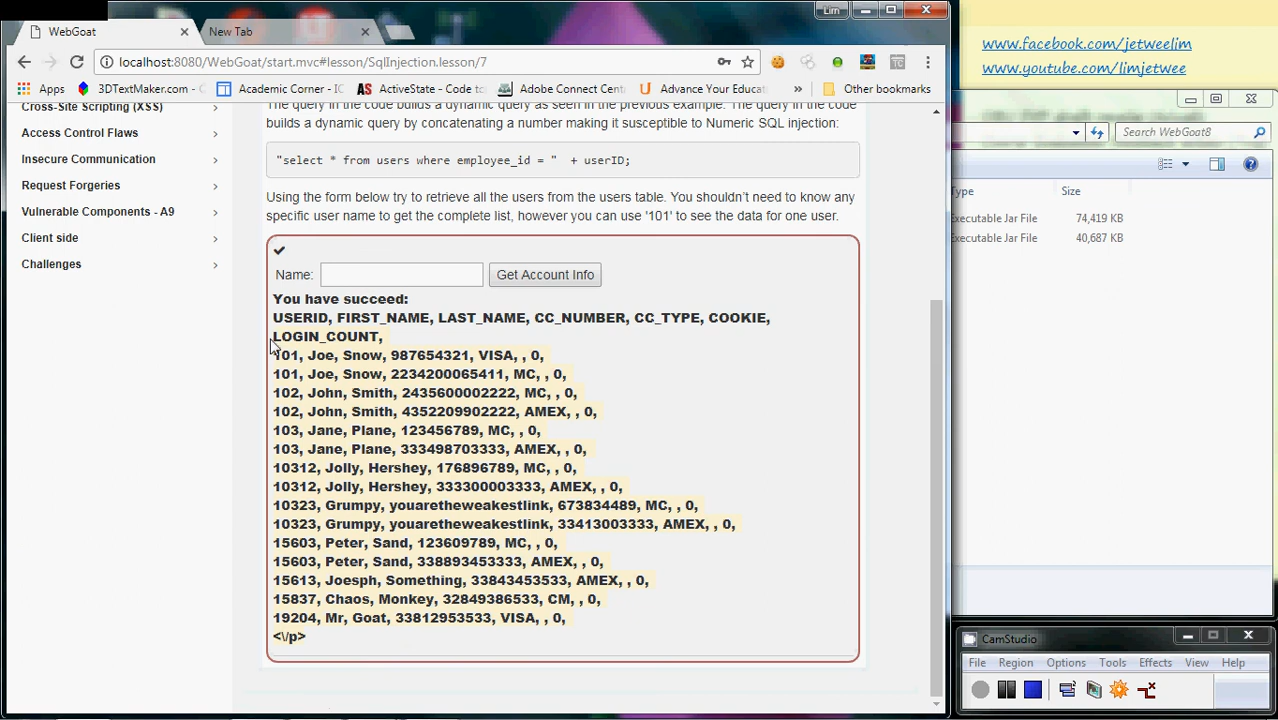 Lim
WebGoat
New Tab
localhost:8080/WebGoat/start.mvc#lesson/SqlInjection.lesson/7
Apps
3DTextMaker.com -
Academic Corner - IC
AS ActiveState - Code to
Adobe Connect Cent
U Advance Your Educat
»
Other bookmarks
Cross-Site Scripting (XSS)
Access Control Flaws
Insecure Communication
Request Forgeries
Vulnerable Components - A9
Client side
Challenges
The query in the code builds a dynamic query as seen in the previous example. The query in the code
builds a dynamic query by concatenating a number making it susceptible to Numeric SQL injection:
"select * from users where employee_id = " + userID;
Using the form below try to retrieve all the users from the users table. You shouldn't need to know any
specific user name to get the complete list, however you can use '101' to see the data for one user.
Name:
Get Account Info
You have succeed:
USERID, FIRST_NAME, LAST_NAME, CC_NUMBER, CC_TYPE, COOKIE,
LOGIN_COUNT,
101, Joe, Snow, 987654321, VISA, , 0,
101, Joe, Snow, 2234200065411, MC, , 0,
102, John, Smith, 2435600002222, MC, , 0,
102, John, Smith, 4352209902222, AMEX, , 0,
103, Jane, Plane, 123456789, MC, , 0,
103, Jane, Plane, 333498703333, AMEX, , 0,
10312, Jolly, Hershey, 176896789, MC, , 0,
10312, Jolly, Hershey, 333300003333, AMEX, , 0,
10323, Grumpy, youaretheweakestlink, 673834489, MC, , 0,
10323, Grumpy, youaretheweakestlink, 33413003333, AMEX, , 0,
15603, Peter, Sand, 123609789, MC, , 0,
15603, Peter, Sand, 338893453333, AMEX, , 0,
15613, Joesph, Something, 33843453533, AMEX, , 0,
15837, Chaos, Monkey, 32849386533, CM, , 0,
19204, Mr, Goat, 33812953533, VISA, , 0,
<\/p>
www.facebook.com/jetweelim
www.youtube.com/limjetwee
Search WebGoat8
Type
Size
Executable Jar File
74,419 KB
Executable Jar File
40,687 KB
CamStudio
File Region Options Tools Effects View Help